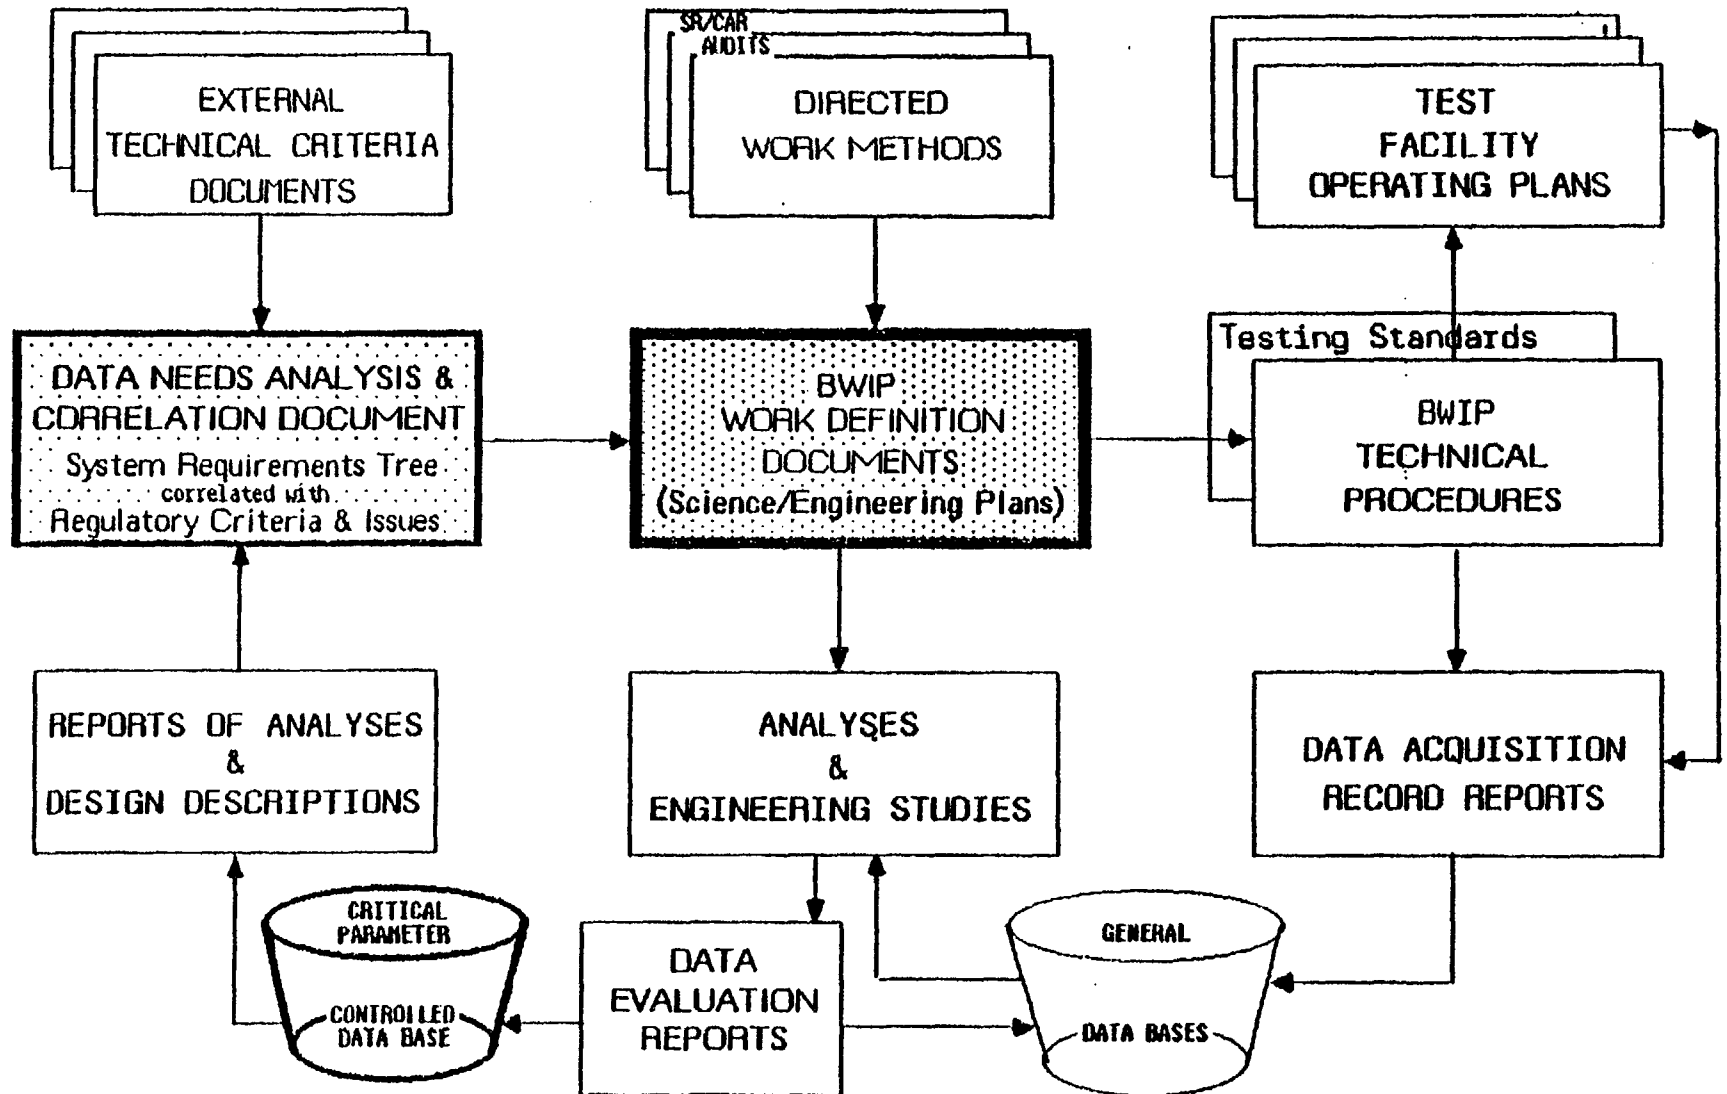 EXTERNAL
TECHNICAL CRITERIA
DOCUMENTS
SR/CAR
AUDITS
DIRECTED
WORK METHODS
TEST
FACILITY
OPERATING PLANS
DATA NEEDS ANALYSIS &
CORRELATION DOCUMENT
System Requirements Tree
correlated with
Regulatory Criteria & Issues
BWIP
WORK DEFINITION
DOCUMENTS
(Science/Engineering Plans)
Testing Standards
BWIP
TECHNICAL
PROCEDURES
REPORTS OF ANALYSES
&
DESIGN DESCRIPTIONS
ANALYSES
&
ENGINEERING STUDIES
DATA ACQUISITION
RECORD REPORTS
CRITICAL
PARAMETER
CONTROLLED
DATA BASE
DATA
EVALUATION
REPORTS
GENERAL
DATA BASES